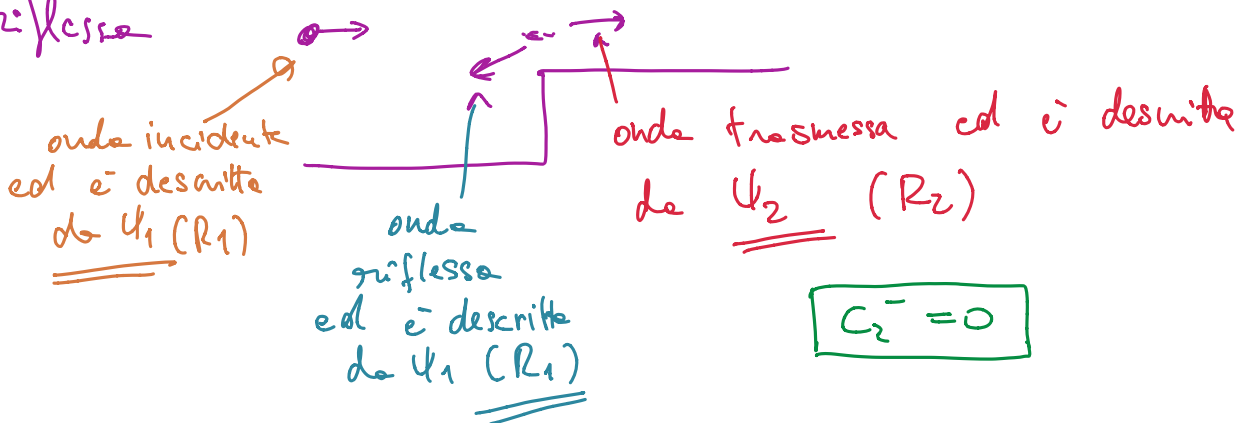 riflessa
onda incidente
ed è descritta
da ψ₁ (R₁)
onda
riflessa
ed è descritta
da ψ₁ (R₁)
onda trasmessa ed è descritta
da ψ₂ (R₂)
C₂⁻ = 0